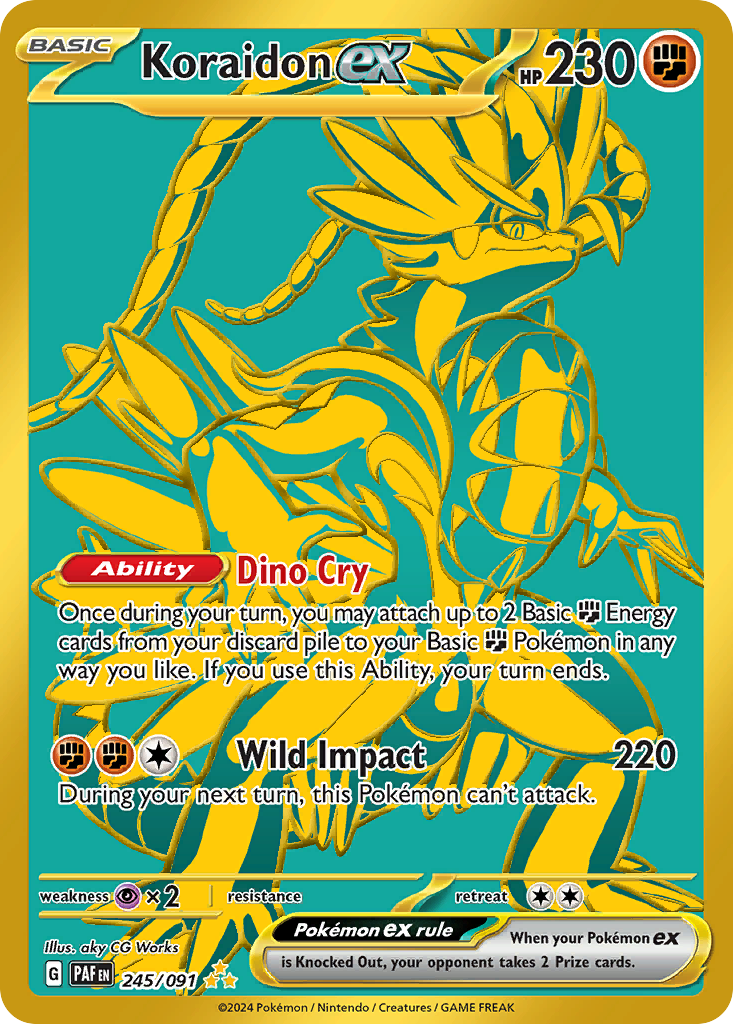 BASIC Koraidon ex HP 230
Ability Dino Cry
Once during your turn, you may attach up to 2 Basic Energy
cards from your discard pile to your Basic Pokémon in any
way you like. If you use this Ability, your turn ends.
Wild Impact 220
During your next turn, this Pokémon can't attack.
weakness ×2 resistance retreat
Illus. aky CG Works
Pokémon ex rule When your Pokémon ex
is Knocked Out, your opponent takes 2 Prize cards.
G PAF EN 245/091
©2024 Pokémon / Nintendo / Creatures / GAME FREAK